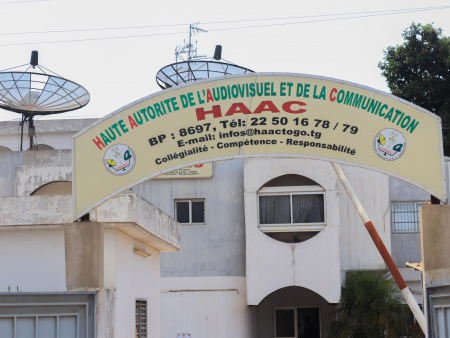 HAUTE AUTORITE DE L'AUDIOVISUEL ET DE LA COMMUNICATION
HAAC
BP : 8697, Tél: 22 50 16 78 / 79
E-mail: infos@haactogo.tg
Collégialité - Compétence - Responsabilité